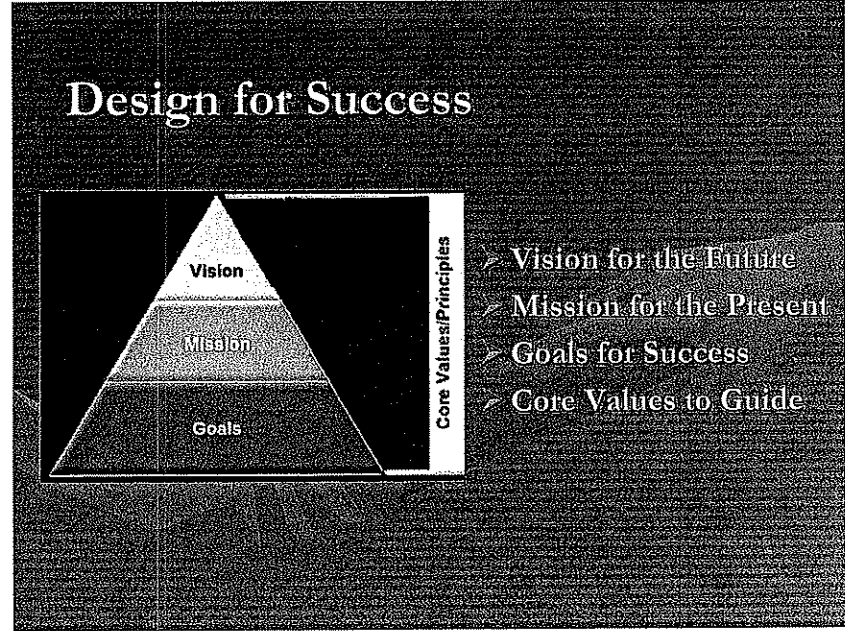 Design for Success
Vision
Mission
Goals
Core Values/Principles
Vision for the Future
Mission for the Present
Goals for Success
Core Values to Guide